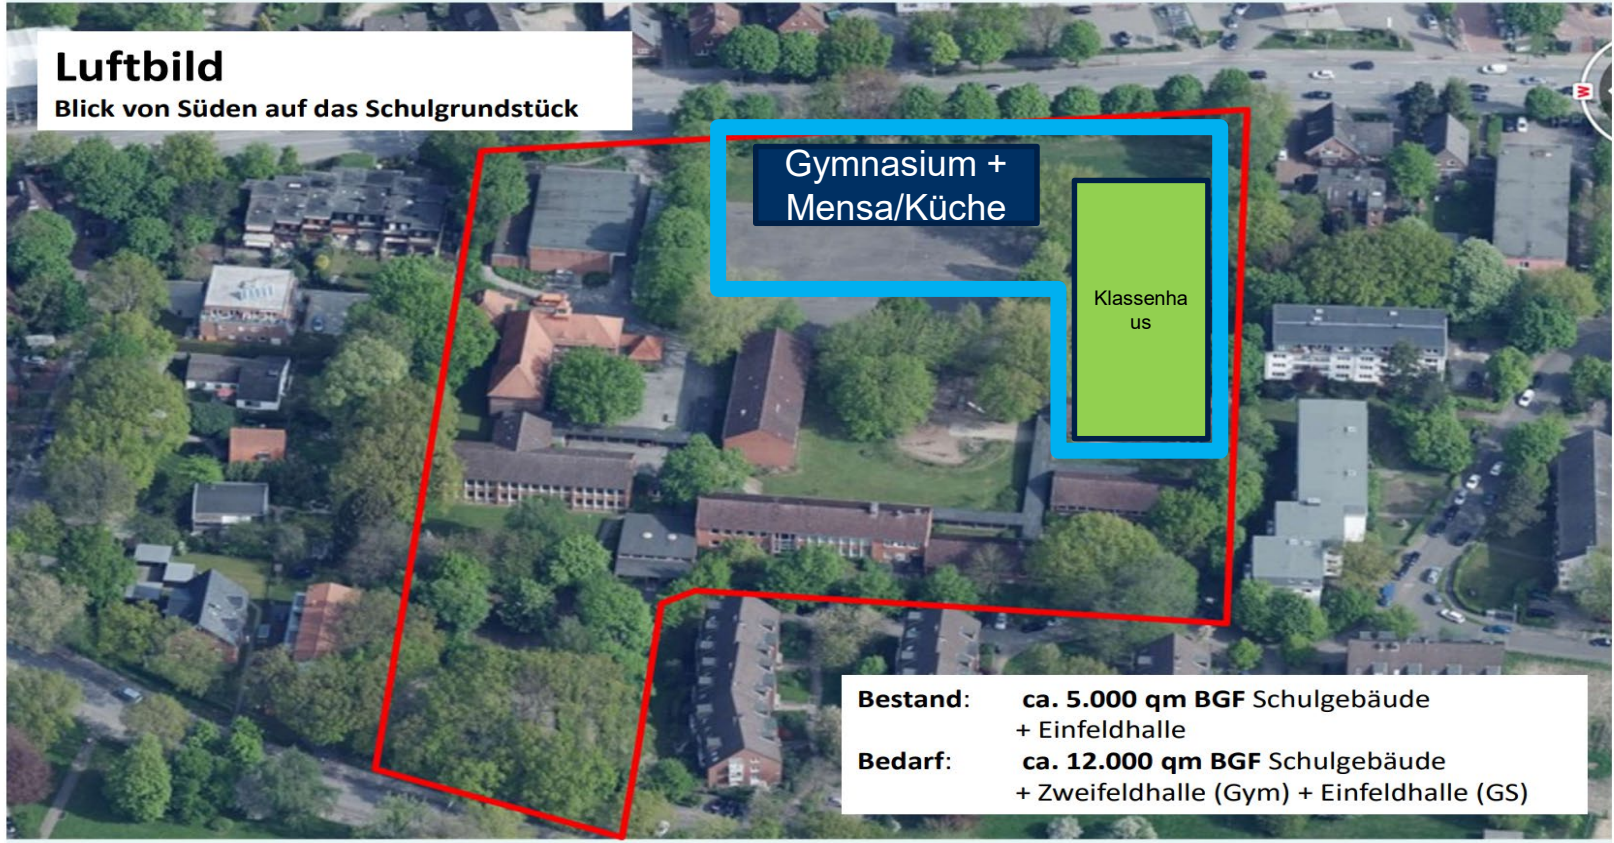 Luftbild
Blick von Süden auf das Schulgrundstück
W
Gymnasium +
Mensa/Küche
Klassenha
us
Bestand: ca. 5.000 qm BGF Schulgebäude
+ Einfeldhalle
Bedarf: ca. 12.000 qm BGF Schulgebäude
+ Zweifeldhalle (Gym) + Einfeldhalle (GS)